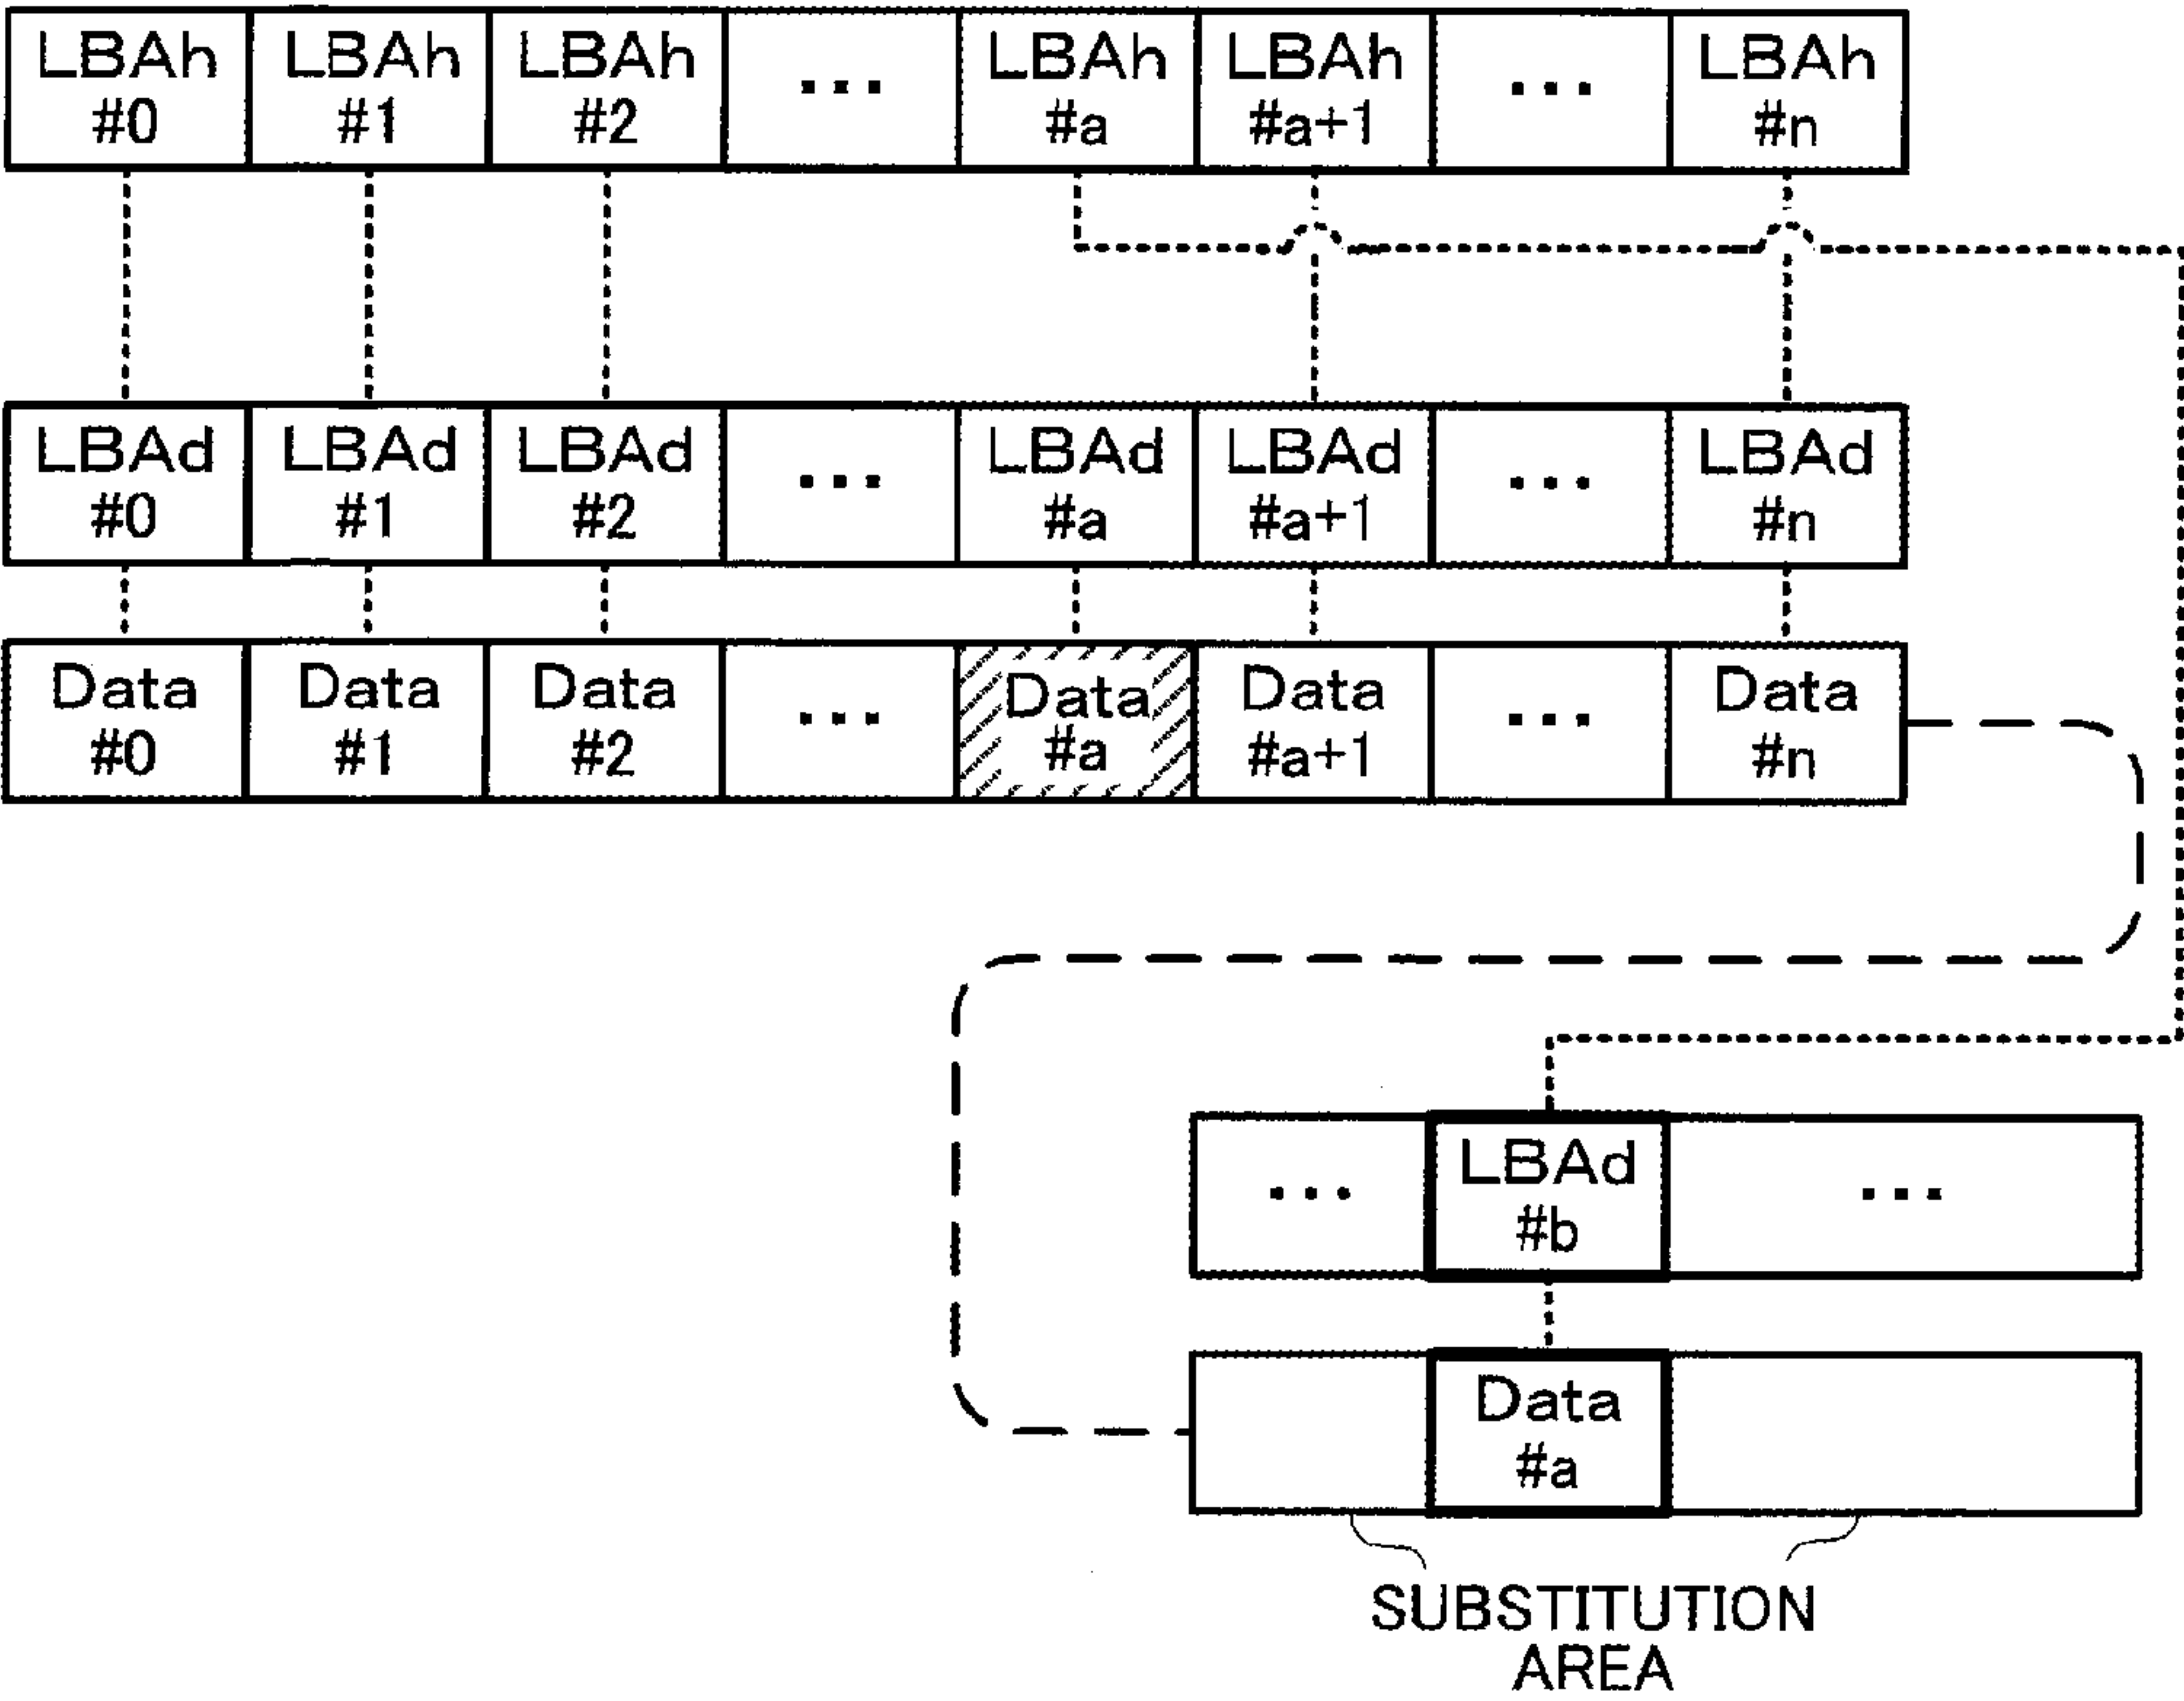 LBAh LBAh LBAh ... LBAh LBAh ... LBAh
#0 #1 #2 #a #a+1 #n
LBAd LBAd LBAd ... LBAd LBAd ... LBAd
#0 #1 #2 #a #a+1 #n
Data Data Data ... Data Data ... Data
#0 #1 #2 #a #a+1 #n
... LBAd ...
#b
Data
#a
SUBSTITUTION
AREA